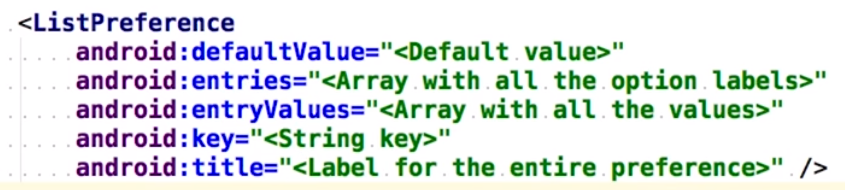 <ListPreference
android:defaultValue="<Default value>"
android:entries="<Array with all the option labels>"
android:entryValues="<Array with all the values>"
android:key="<String key>"
android:title="<Label for the entire preference>" />